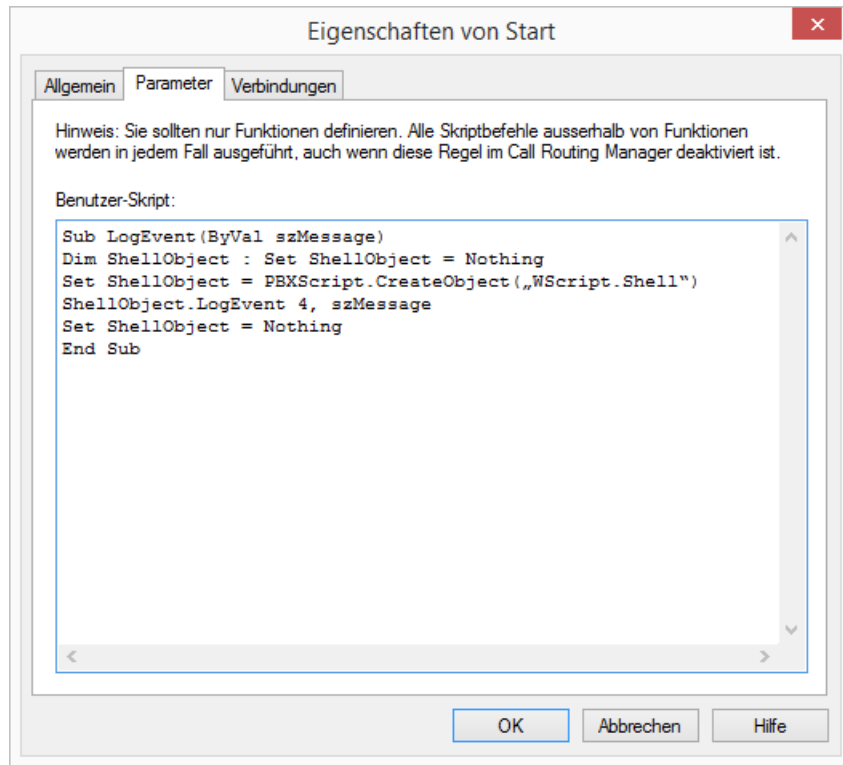 Eigenschaften von Start
Allgemein Parameter Verbindungen
Hinweis: Sie sollten nur Funktionen definieren. Alle Skriptbefehle ausserhalb von Funktionen
werden in jedem Fall ausgeführt, auch wenn diese Regel im Call Routing Manager deaktiviert ist.
Benutzer-Skript:
Sub LogEvent(ByVal szMessage)
Dim ShellObject : Set ShellObject = Nothing
Set ShellObject = PBXScript.CreateObject(„WScript.Shell“)
ShellObject.LogEvent 4, szMessage
Set ShellObject = Nothing
End Sub
OK Abbrechen Hilfe